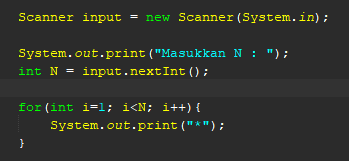 Scanner input = new Scanner(System.in);
System.out.print("Masukkan N : ");
int N = input.nextInt();
for(int i=1; i<N; i++){
System.out.print("*");
}